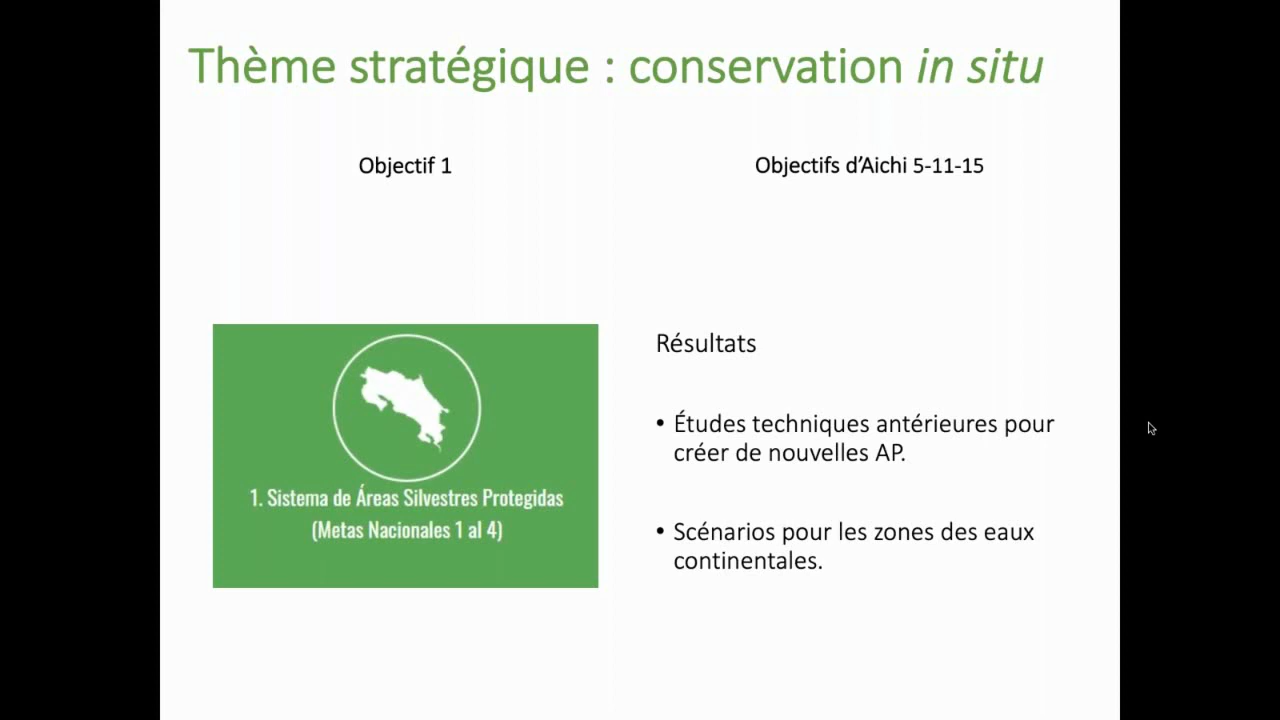 Thème stratégique : conservation in situ
Objectif 1
Objectifs d’Aichi 5-11-15
1. Sistema de Áreas Silvestres Protegidas
(Metas Nacionales 1 al 4)
Résultats
• Études techniques antérieures pour
créer de nouvelles AP.
• Scénarios pour les zones des eaux
continentales.